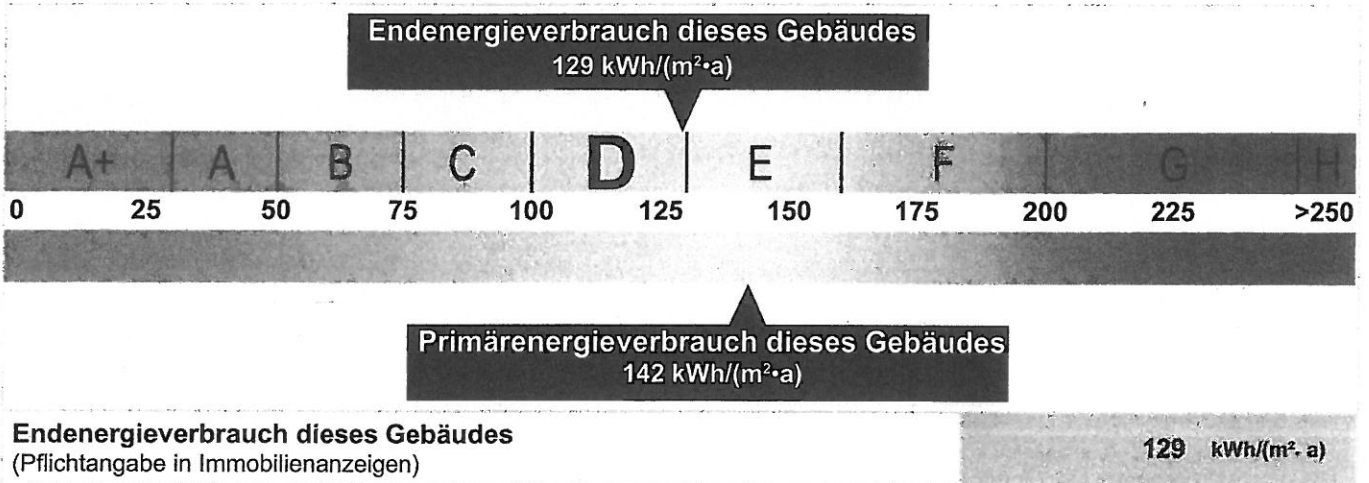 Endenergieverbrauch dieses Gebäudes
129 kWh/(m²•a)
A+ A B C D E F G H
0 25 50 75 100 125 150 175 200 225 >250
Primärenergieverbrauch dieses Gebäudes
142 kWh/(m²•a)
Endenergieverbrauch dieses Gebäudes
(Pflichtangabe in Immobilienanzeigen)
129 kWh/(m²· a)